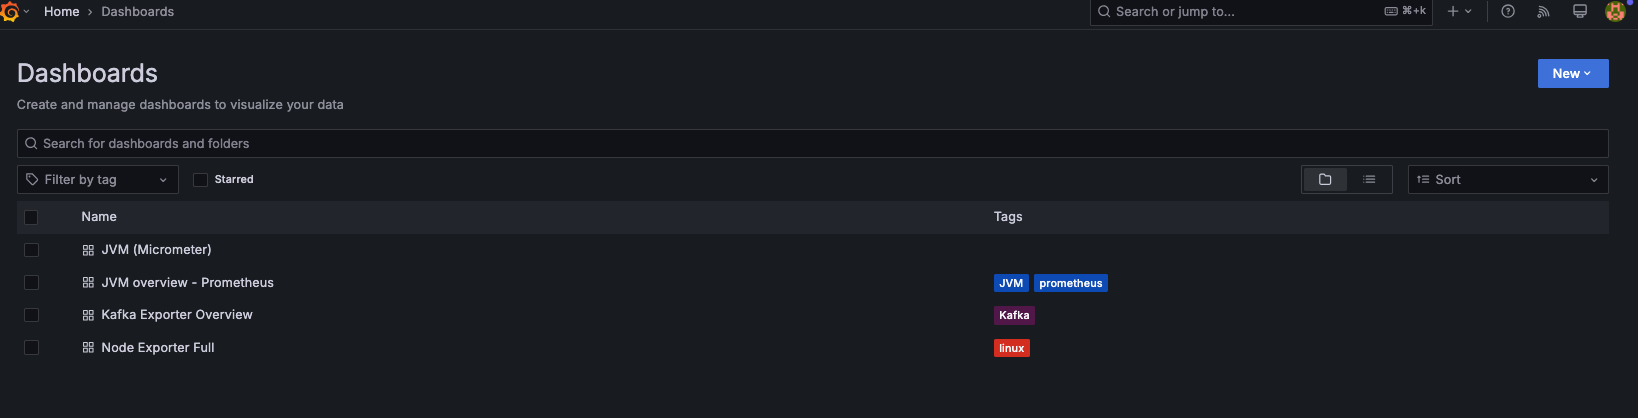 Home › Dashboards
Search or jump to... ⌘+k
Dashboards
New
Create and manage dashboards to visualize your data
Search for dashboards and folders
Filter by tag Starred Sort
Name Tags
JVM (Micrometer)
JVM overview - Prometheus JVM prometheus
Kafka Exporter Overview Kafka
Node Exporter Full linux